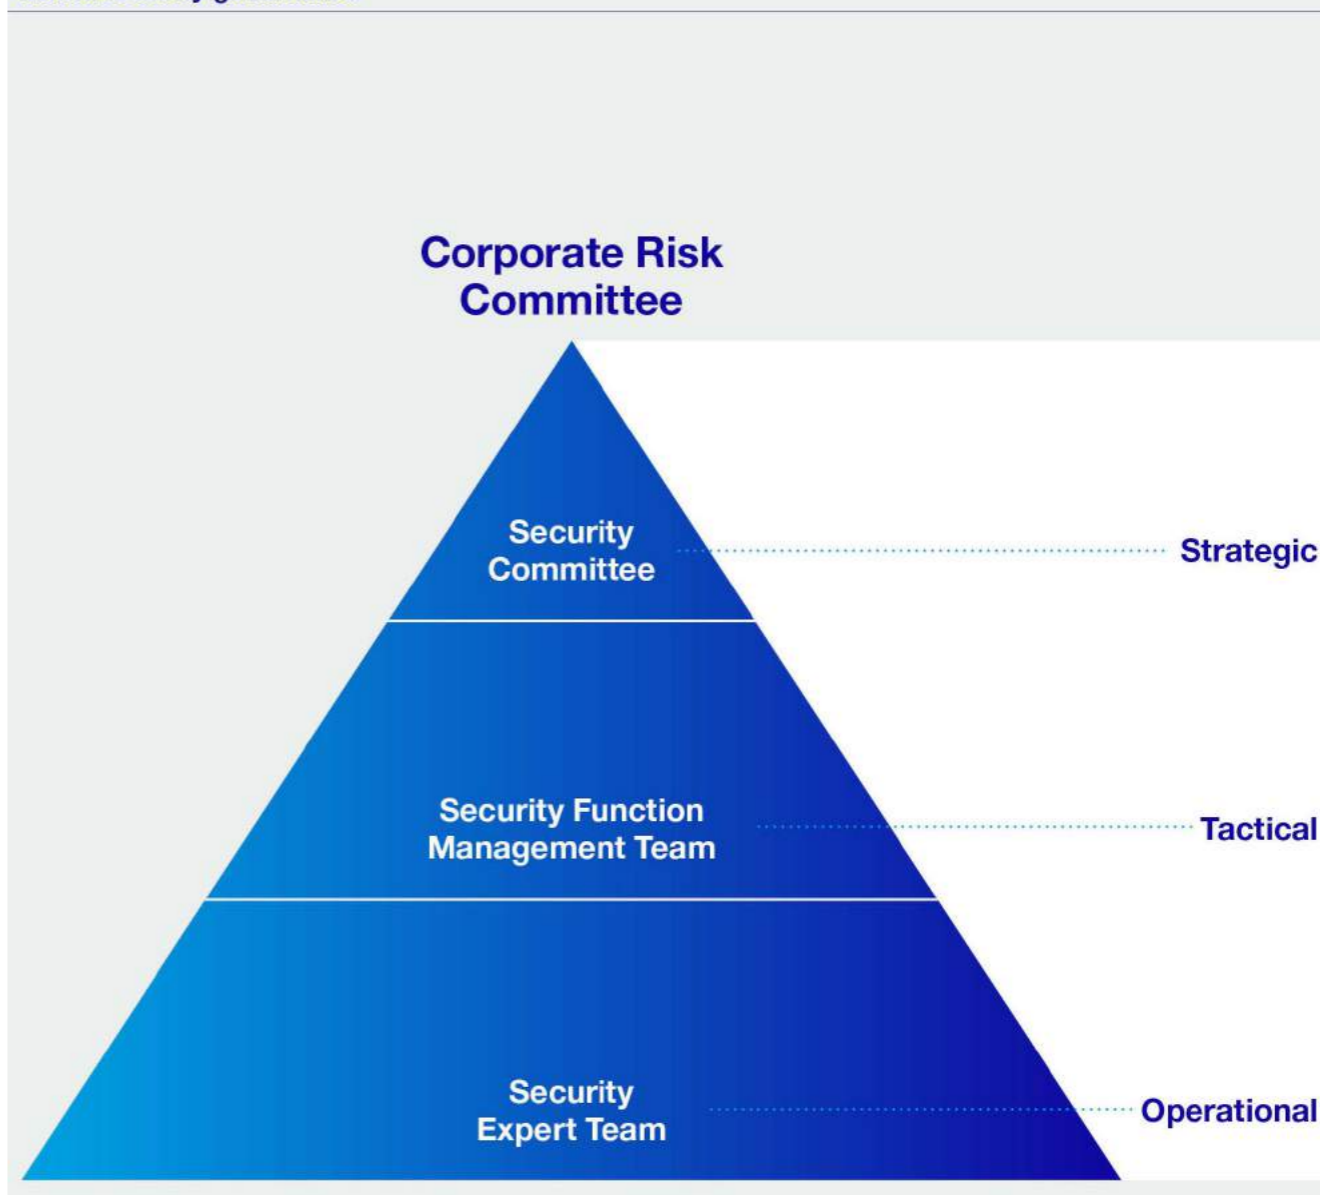 Corporate Risk
Committee
Security
Committee
Strategic
Security Function
Management Team
Tactical
Security
Expert Team
Operational